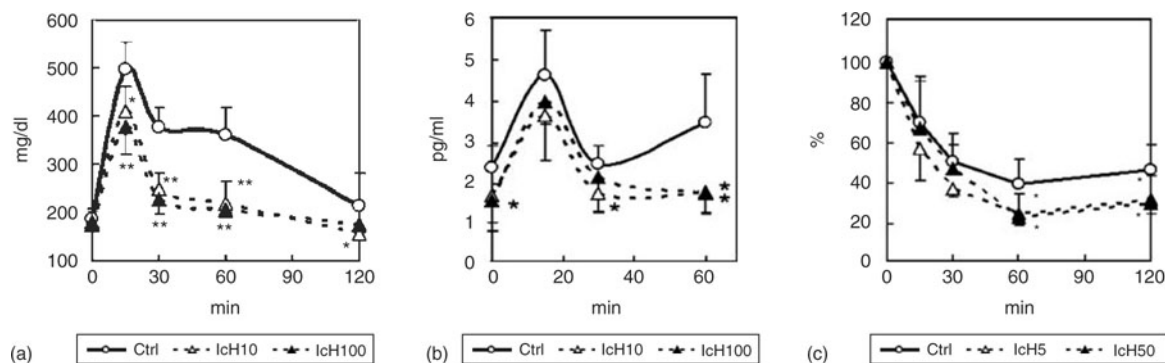 600
500
400
300
200
100
mg/dl
0 30 60 90 120
min
* ** ** ** ** ** *
(a) Ctrl IcH10 IcH100
6
5
4
3
2
1
0
pg/ml
0 20 40 60
min
* * * *
(b) Ctrl IcH10 IcH100
120
100
80
60
40
20
0
%
0 30 60 90 120
min
(c) Ctrl IcH5 IcH50